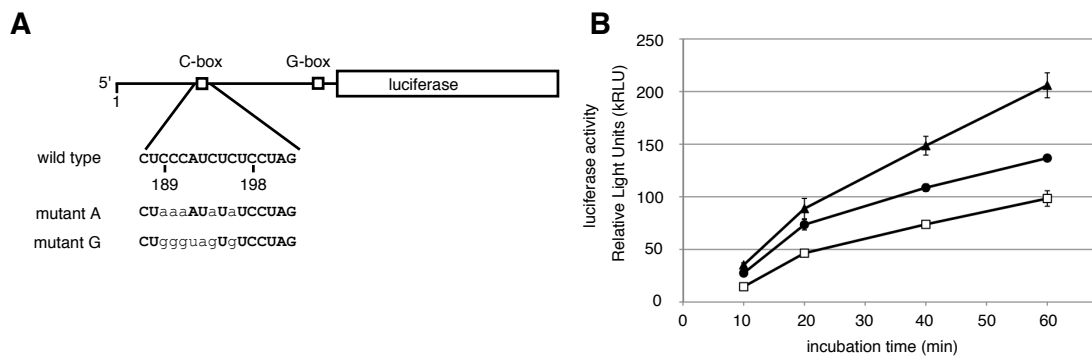 A
C-box
G-box
5'
luciferase
1
wild type
CUCCCAUCUCUCCUAG
189
198
mutant A
CUaaaAUaUaUCCUAG
mutant G
CUggguagUgUCCUAG
B
luciferase activity
Relative Light Units (kRLU)
250
200
150
100
50
0
0
10
20
30
40
50
60
incubation time (min)